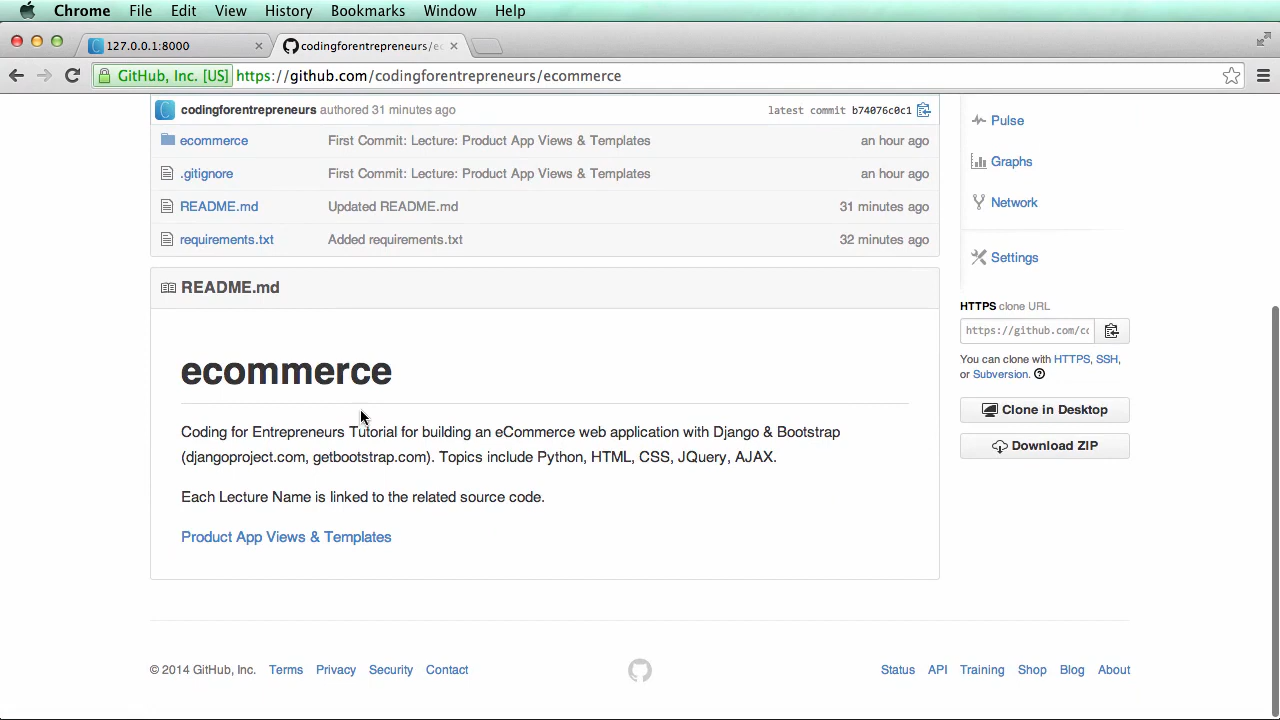 Chrome File Edit View History Bookmarks Window Help
127.0.0.1:8000 codingforentrepreneurs/ec
GitHub, Inc. [US] https://github.com/codingforentrepreneurs/ecommerce
codingforentrepreneurs authored 31 minutes ago latest commit b74076c0c1
ecommerce First Commit: Lecture: Product App Views & Templates an hour ago
.gitignore First Commit: Lecture: Product App Views & Templates an hour ago
README.md Updated README.md 31 minutes ago
requirements.txt Added requirements.txt 32 minutes ago
README.md
ecommerce
Coding for Entrepreneurs Tutorial for building an eCommerce web application with Django & Bootstrap
(djangoproject.com, getbootstrap.com). Topics include Python, HTML, CSS, JQuery, AJAX.
Each Lecture Name is linked to the related source code.
Product App Views & Templates
Pulse
Graphs
Network
Settings
HTTPS clone URL
https://github.com/cc
You can clone with HTTPS, SSH,
or Subversion.
Clone in Desktop
Download ZIP
© 2014 GitHub, Inc. Terms Privacy Security Contact Status API Training Shop Blog About